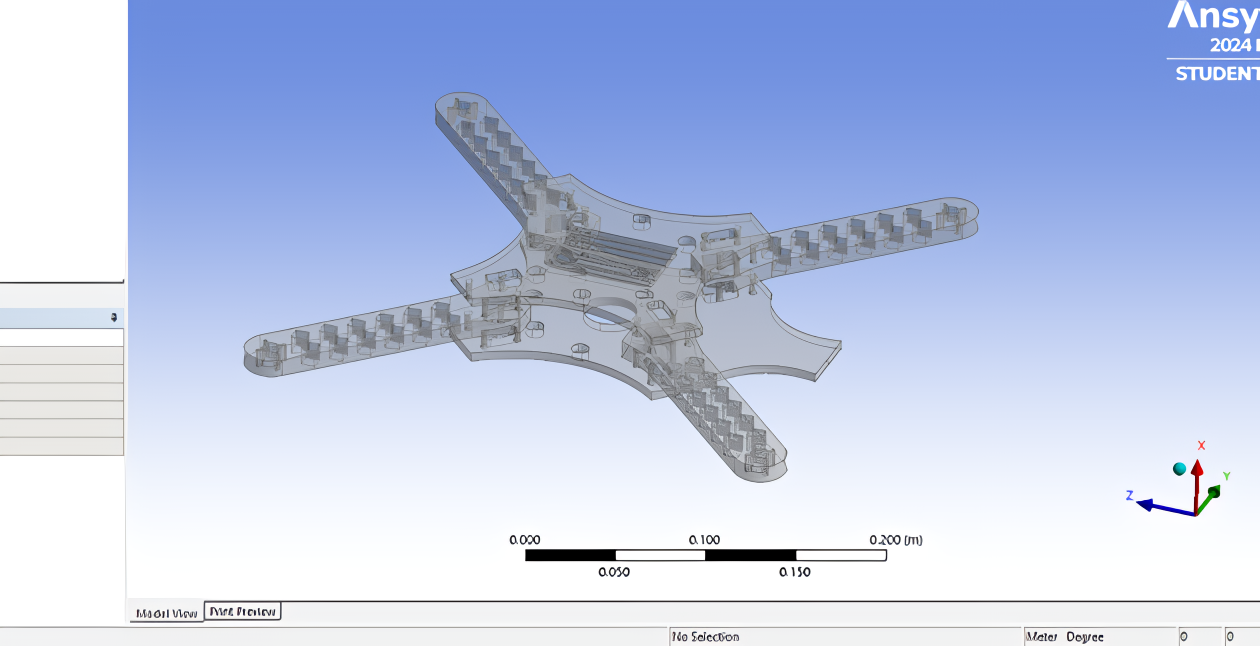 Ansy
2024
STUDENT
X
Y
Z
0.000
0.100
0.200 (m)
0.050
0.150
Model View
Print Preview
No Selection
Meter
Degree
0
0